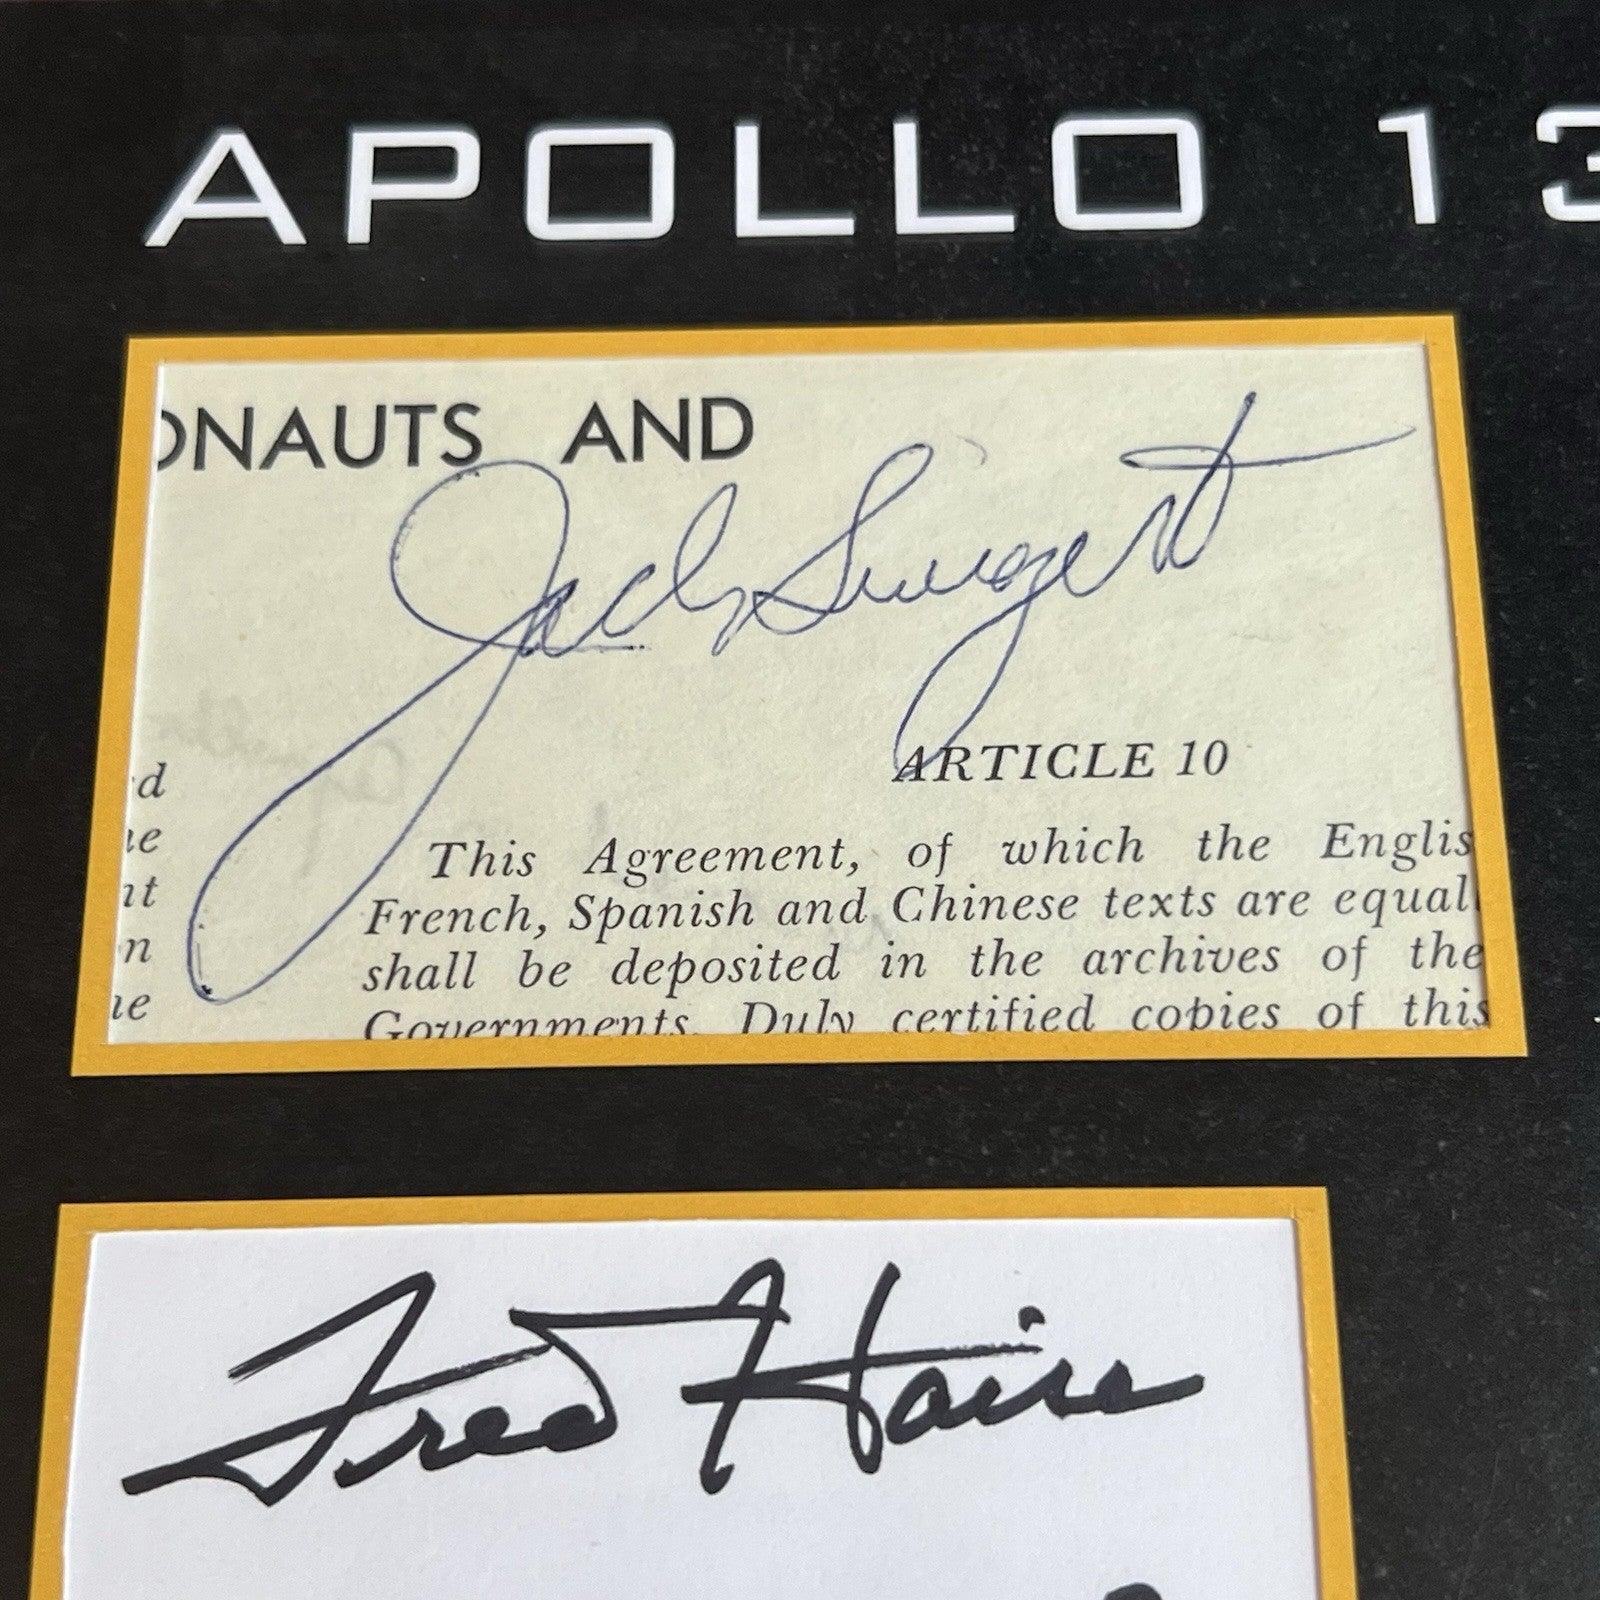 APOLLO 13
ONAUTS AND
Jack Swigert
ARTICLE 10
This Agreement, of which the Englis
French, Spanish and Chinese texts are equal
shall be deposited in the archives of the
Governments. Duly certified copies of this
d
nt
n
Fred Haise